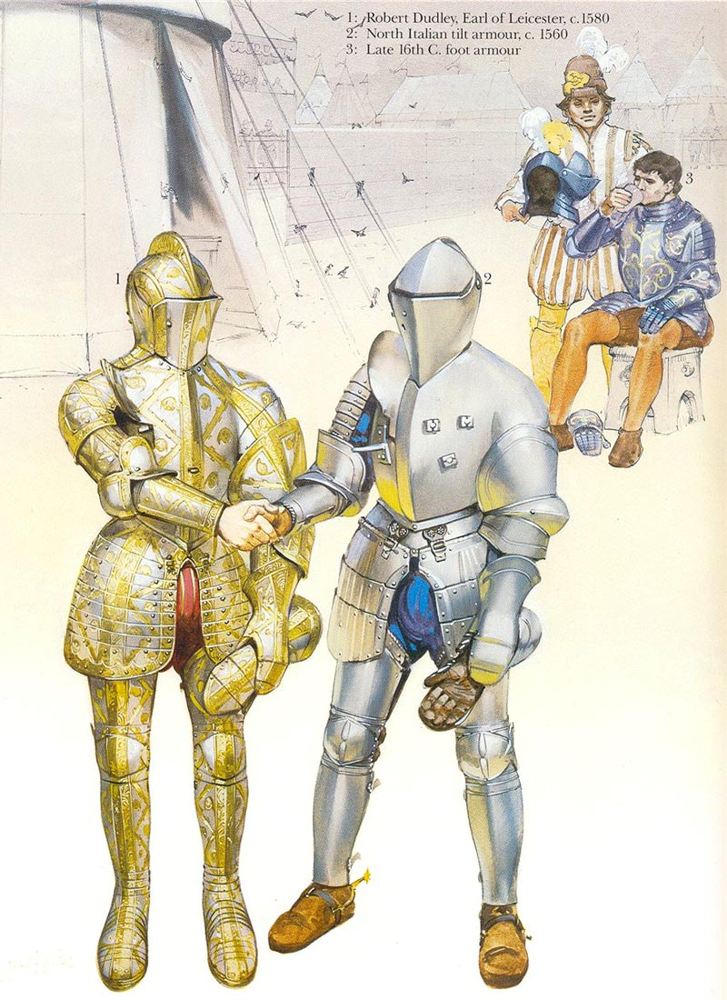 1: Robert Dudley, Earl of Leicester, c.1580
2: North Italian tilt armour, c. 1560
3: Late 16th C. foot armour
3
1
2